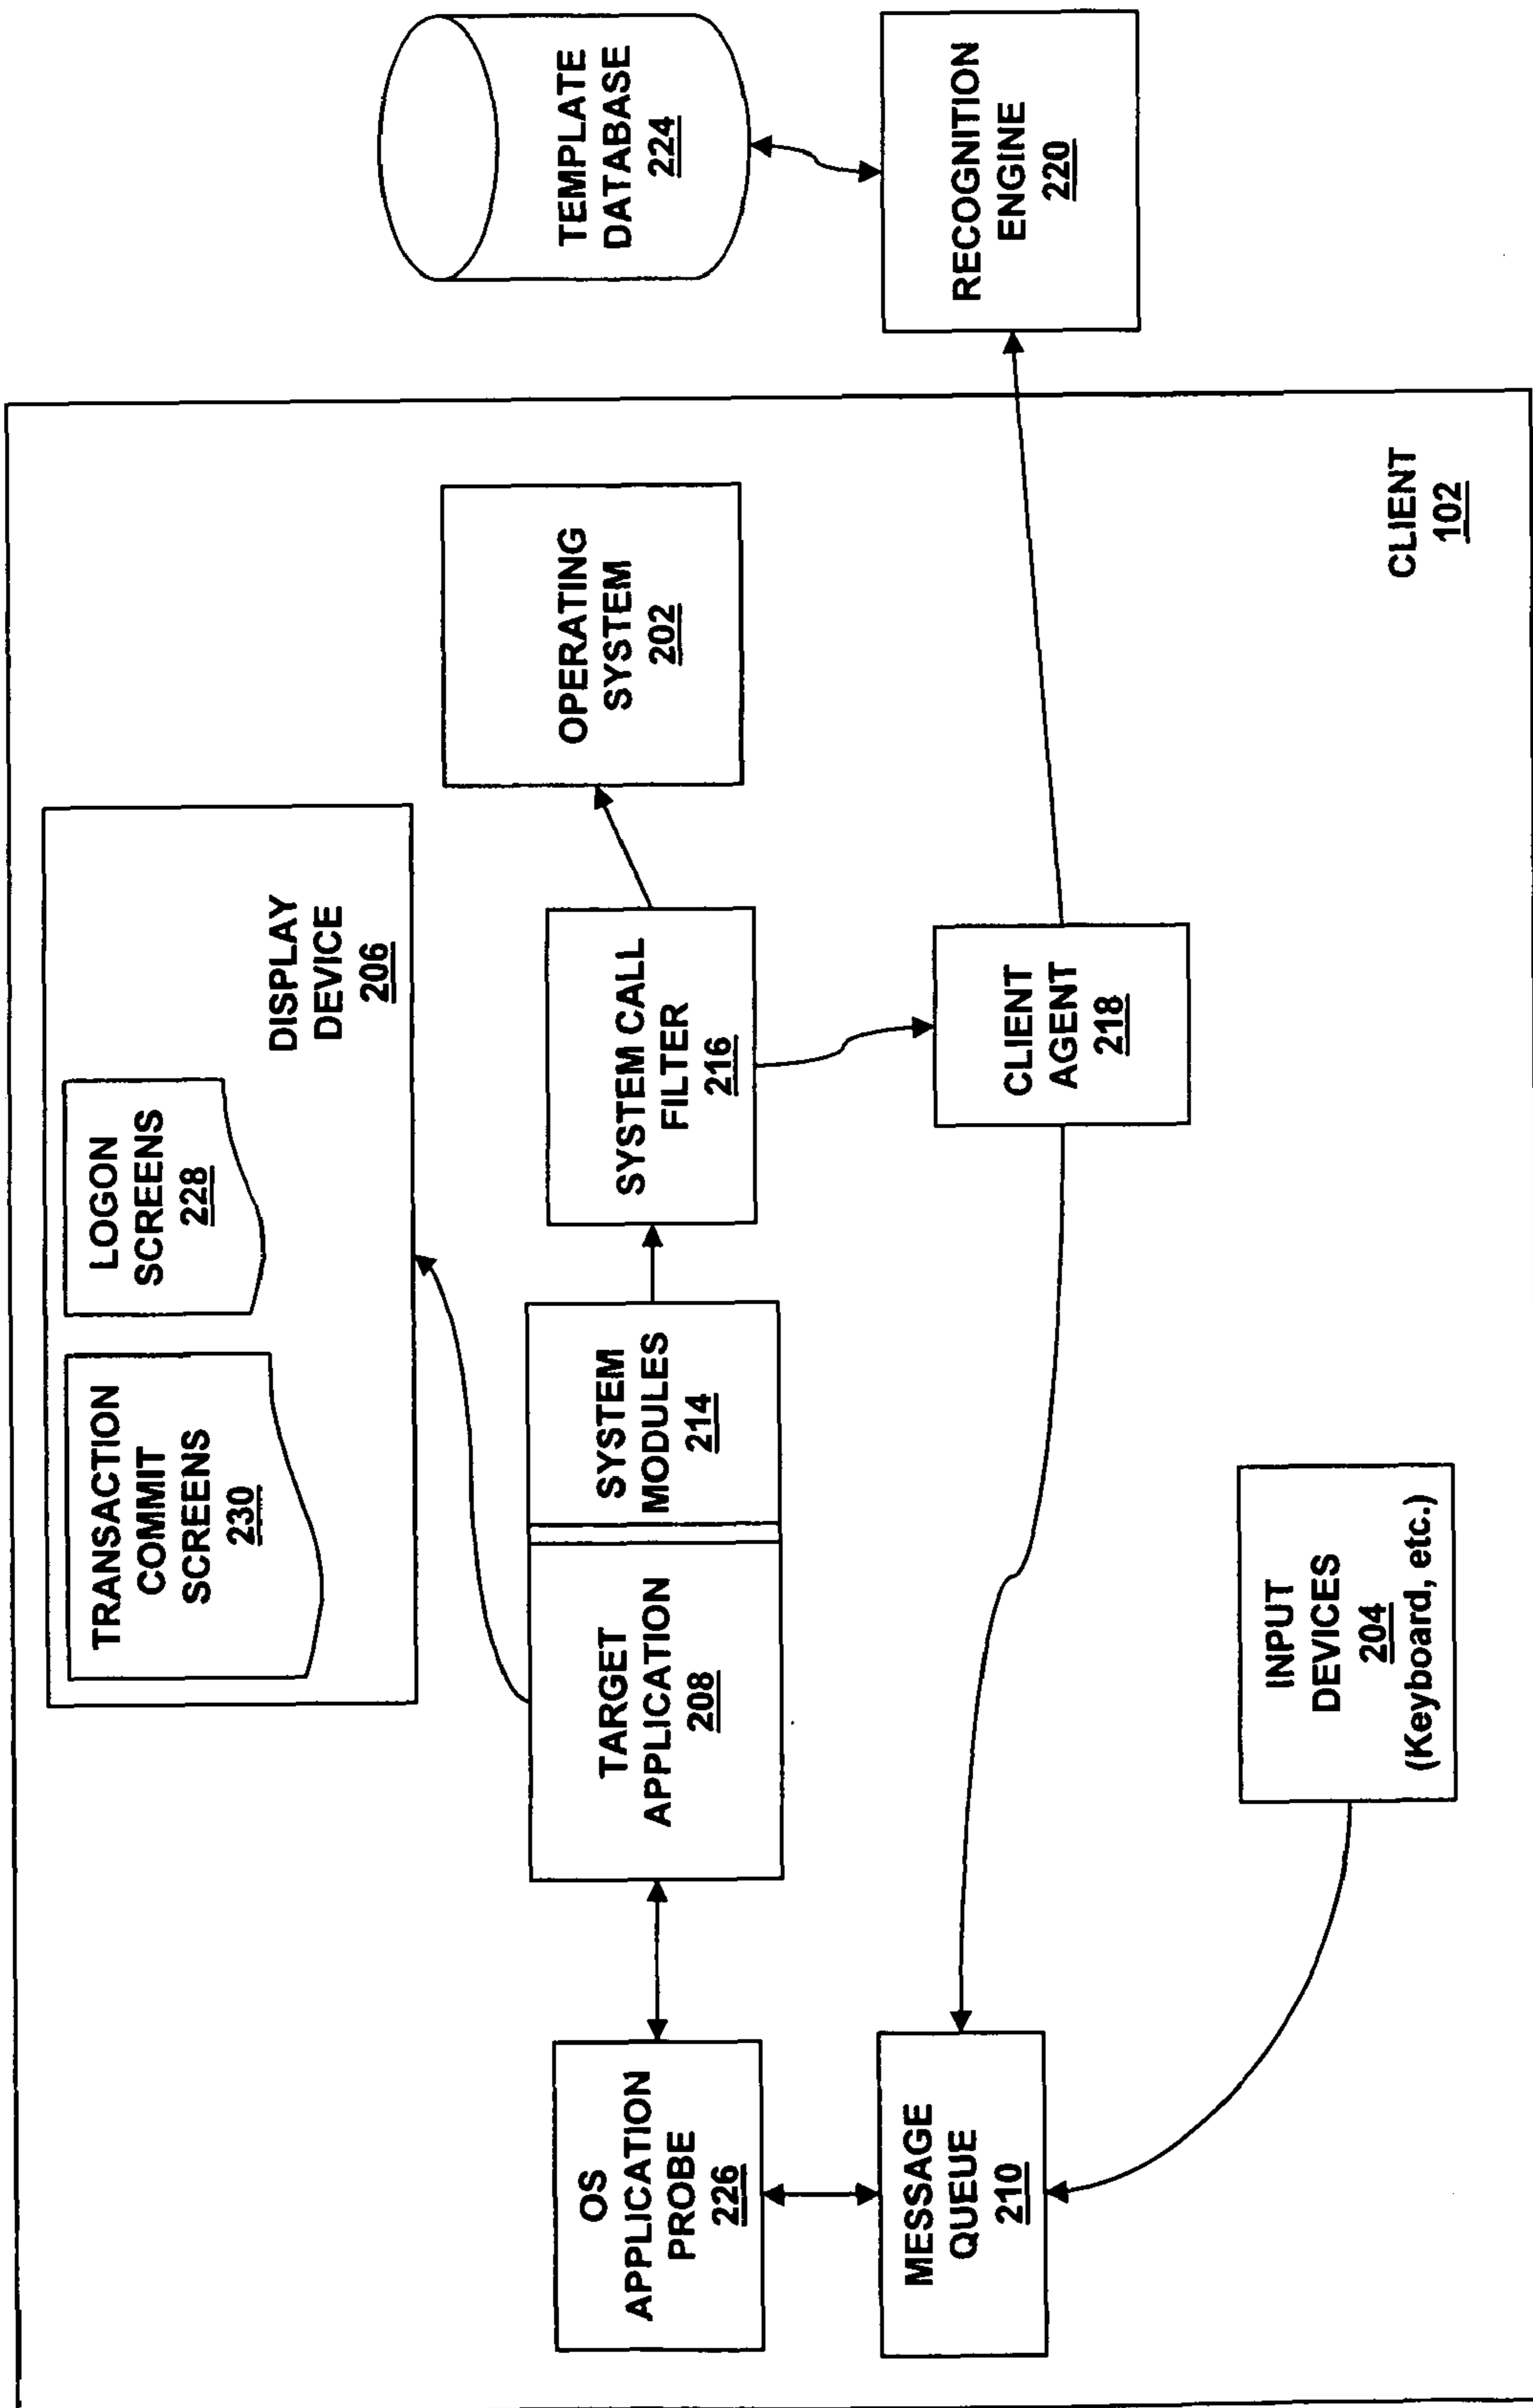 TRANSACTION
COMMIT
SCREENS
230
LOGON
SCREENS
228
DISPLAY
DEVICE
206
TEMPLATE
DATABASE
224
OS
APPLICATION
PROBE
226
TARGET
APPLICATION
208
SYSTEM
MODULES
214
SYSTEM CALL
FILTER
216
OPERATING
SYSTEM
202
MESSAGE
QUEUE
210
CLIENT
AGENT
218
RECOGNITION
ENGINE
220
INPUT
DEVICES
204
(Keyboard, etc.)
CLIENT
102